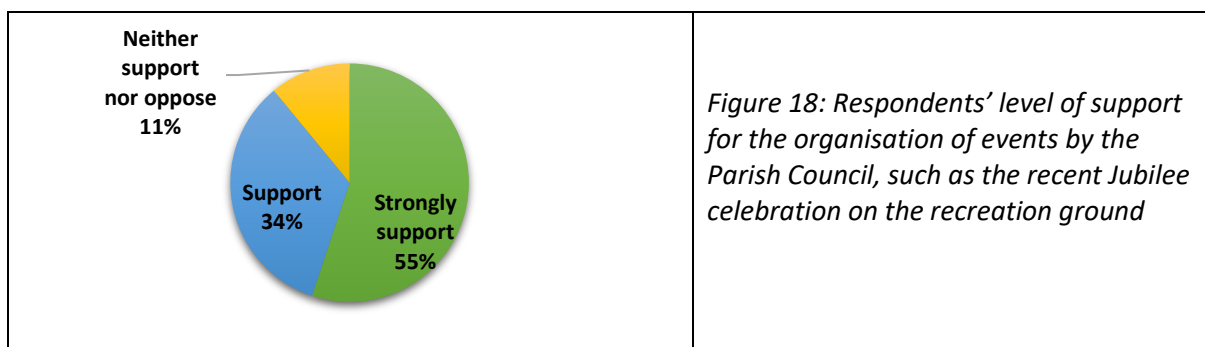 Neither
support
nor oppose
11%
Support
34%
Strongly
support
55%
Figure 18: Respondents’ level of support
for the organisation of events by the
Parish Council, such as the recent Jubilee
celebration on the recreation ground